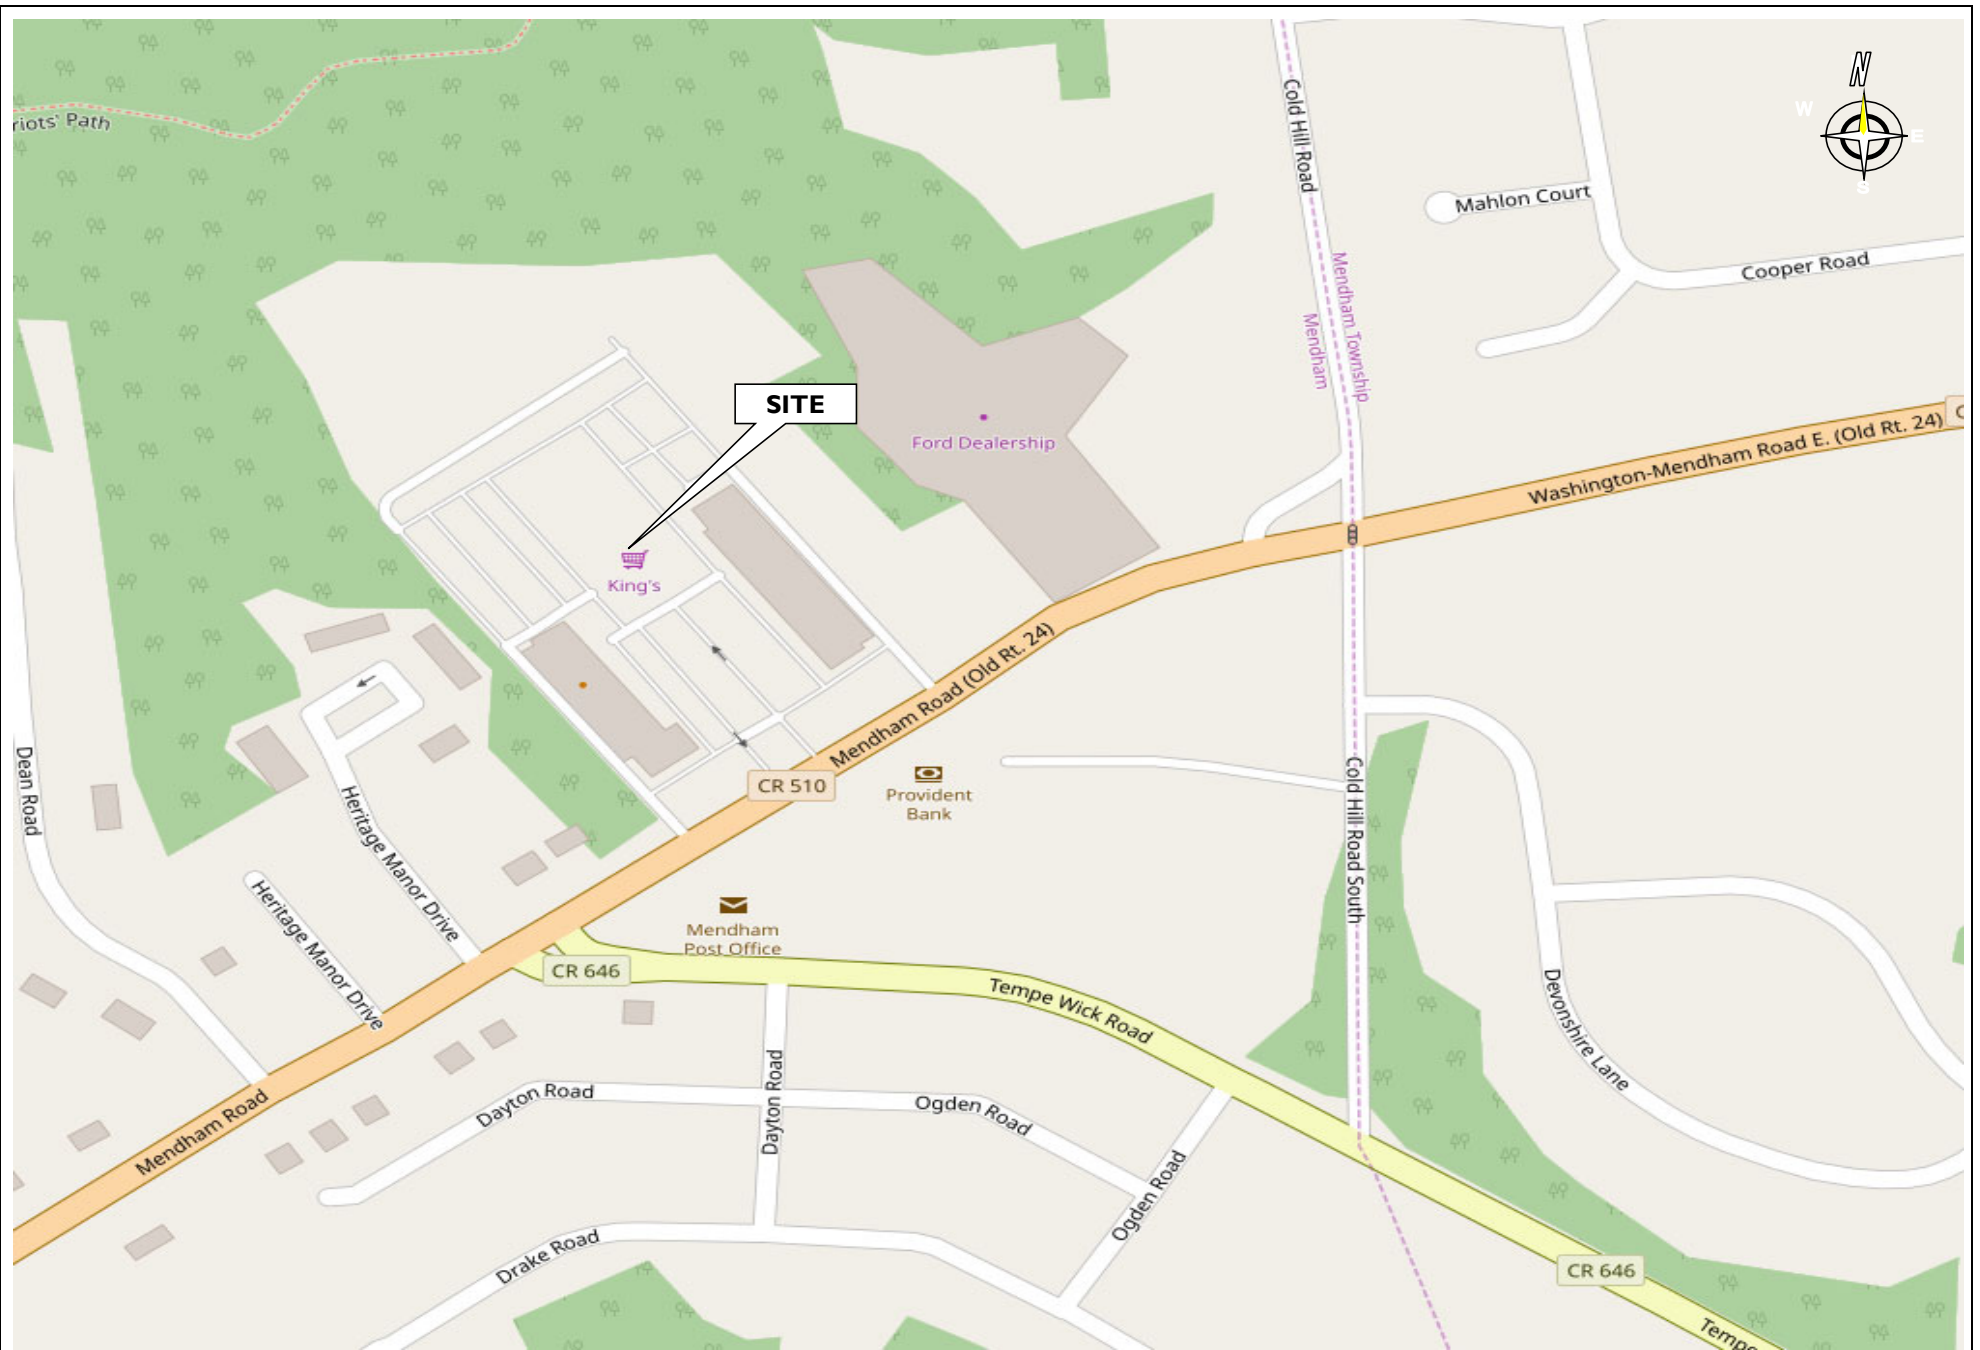 N
W
E
S
riots' Path
Cold Hill Road
Mahlon Court
Cooper Road
Mendham Township
Mendham
SITE
Ford Dealership
Washington-Mendham Road E. (Old Rt. 24)
King's
Mendham Road (Old Rt. 24)
CR 510
Provident
Bank
Dean Road
Heritage Manor Drive
Heritage Manor Drive
Cold Hill Road South
Mendham
Post Office
CR 646
Tempe Wick Road
Devonshire Lane
Dayton Road
Dayton Road
Ogden Road
Mendham Road
Ogden Road
Drake Road
CR 646
Tempe